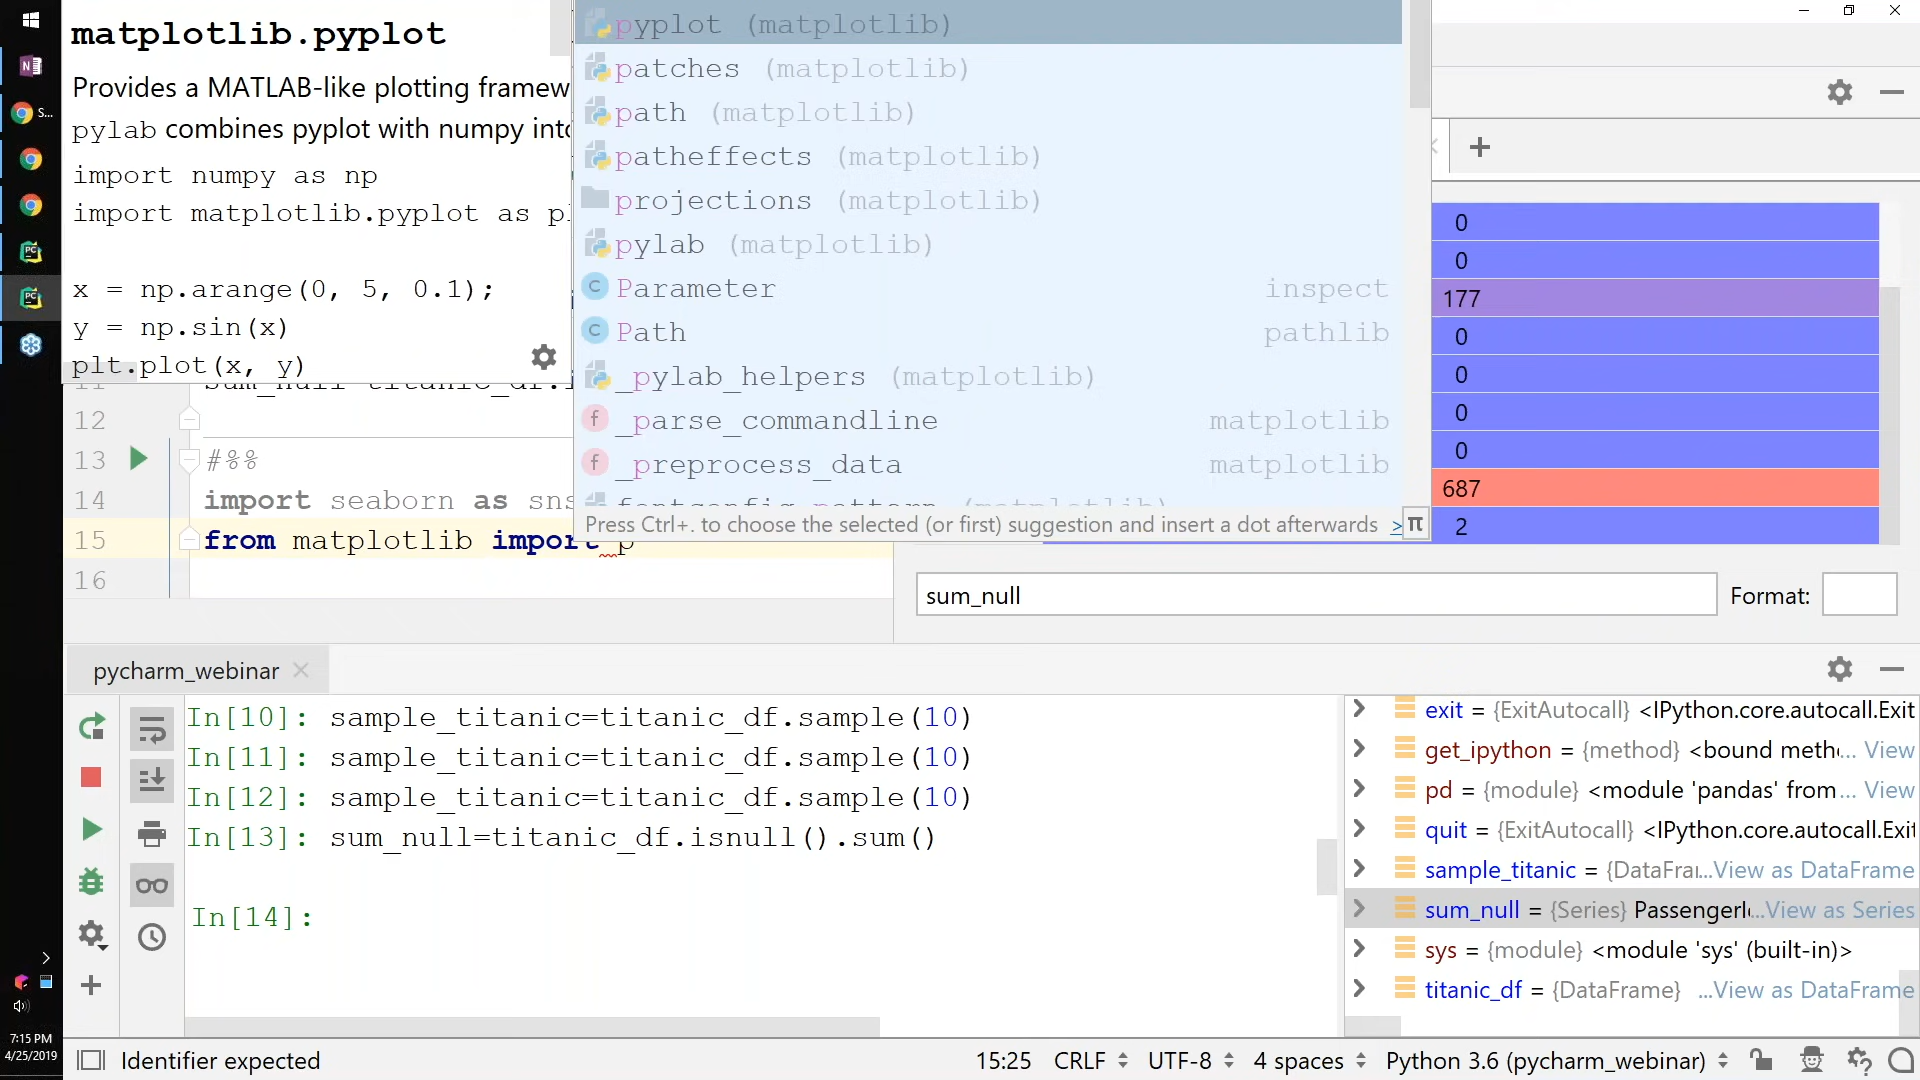 matplotlib.pyplot
Provides a MATLAB-like plotting framew
pylab combines pyplot with numpy into
import numpy as np
import matplotlib.pyplot as pl
x = np.arange(0, 5, 0.1);
y = np.sin(x)
plt.plot(x, y)
pyplot (matplotlib)
patches (matplotlib)
path (matplotlib)
patheffects (matplotlib)
projections (matplotlib)
pylab (matplotlib)
Parameter inspect
Path pathlib
_pylab_helpers (matplotlib)
_parse_commandline matplotlib
_preprocess_data matplotlib
fontconfig_pattern (matplotlib)
Press Ctrl+. to choose the selected (or first) suggestion and insert a dot afterwards >> π
11 sum_null=titanic_df.i
12
13 #%%
14 import seaborn as sns
15 from matplotlib import p
16
0
0
177
0
0
0
0
687
2
sum_null Format:
pycharm_webinar
In[10]: sample_titanic=titanic_df.sample(10)
In[11]: sample_titanic=titanic_df.sample(10)
In[12]: sample_titanic=titanic_df.sample(10)
In[13]: sum_null=titanic_df.isnull().sum()
In[14]:
exit = {ExitAutocall} <IPython.core.autocall.Exit
get_ipython = {method} <bound meth... View
pd = {module} <module 'pandas' from... View
quit = {ExitAutocall} <IPython.core.autocall.Exit
sample_titanic = {DataFra...View as DataFrame
sum_null = {Series} PassengerI...View as Series
sys = {module} <module 'sys' (built-in)>
titanic_df = {DataFrame} ...View as DataFrame
S...
7:15 PM
4/25/2019
Identifier expected 15:25 CRLF UTF-8 4 spaces Python 3.6 (pycharm_webinar)